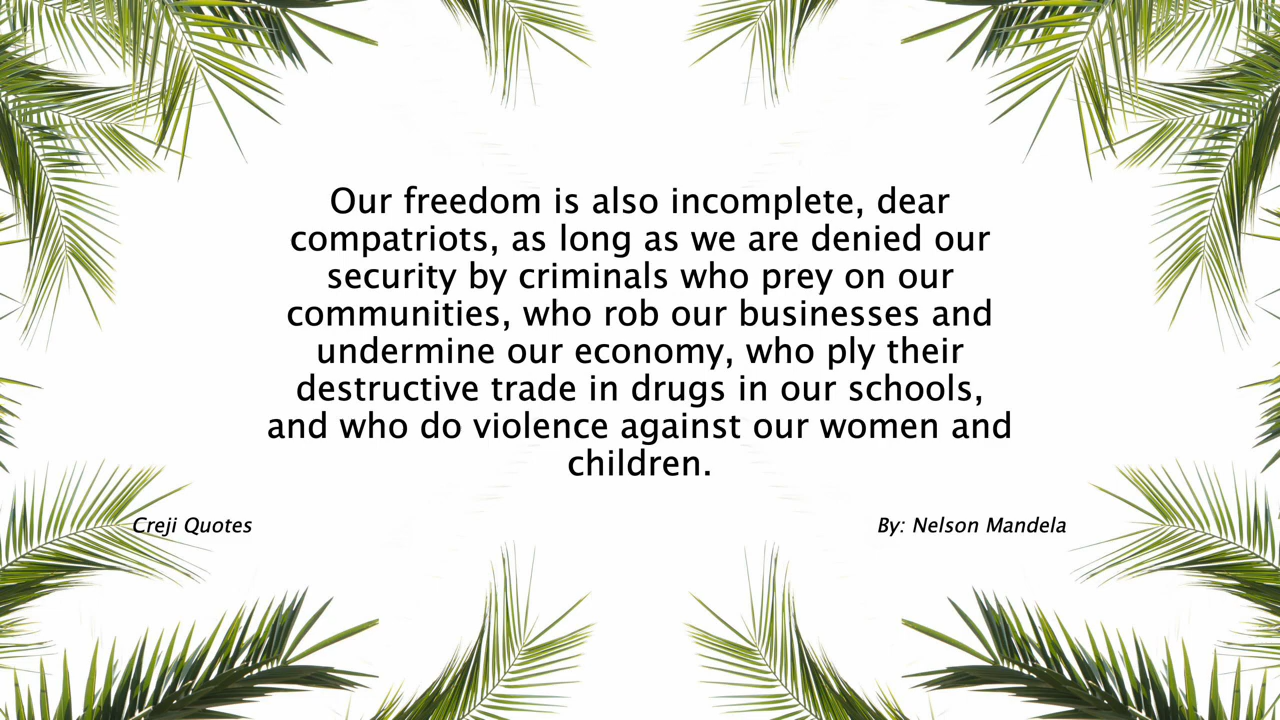 Our freedom is also incomplete, dear
compatriots, as long as we are denied our
security by criminals who prey on our
communities, who rob our businesses and
undermine our economy, who ply their
destructive trade in drugs in our schools,
and who do violence against our women and
children.
Creji Quotes
By: Nelson Mandela